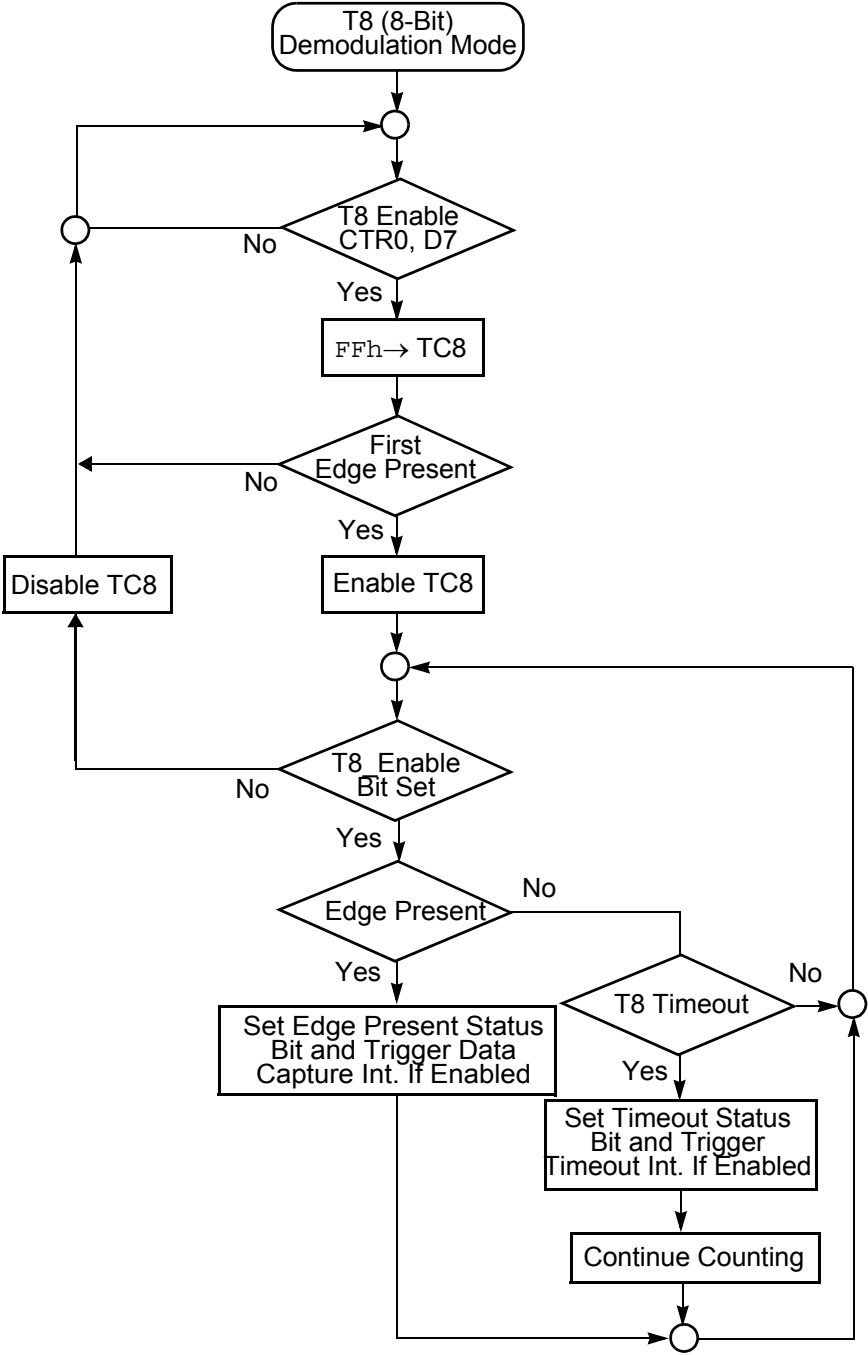 T8 (8-Bit)
Demodulation Mode
T8 Enable
CTR0, D7
No
Yes
FFh→ TC8
First
Edge Present
No
Yes
Disable TC8
Enable TC8
T8_Enable
Bit Set
No
Yes
Edge Present
No
Yes
T8 Timeout
No
Set Edge Present Status
Bit and Trigger Data
Capture Int. If Enabled
Yes
Set Timeout Status
Bit and Trigger
Timeout Int. If Enabled
Continue Counting